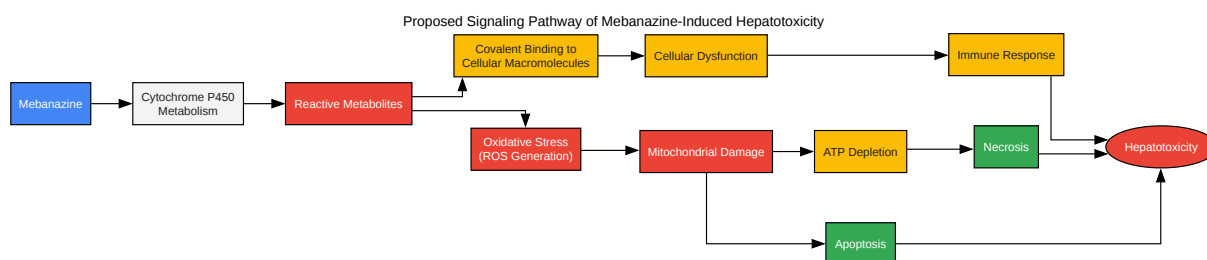 Proposed Signaling Pathway of Mebanazine-Induced Hepatotoxicity
Mebanazine
Cytochrome P450
Metabolism
Reactive Metabolites
Covalent Binding to
Cellular Macromolecules
Cellular Dysfunction
Immune Response
Oxidative Stress
(ROS Generation)
Mitochondrial Damage
ATP Depletion
Necrosis
Hepatotoxicity
Apoptosis